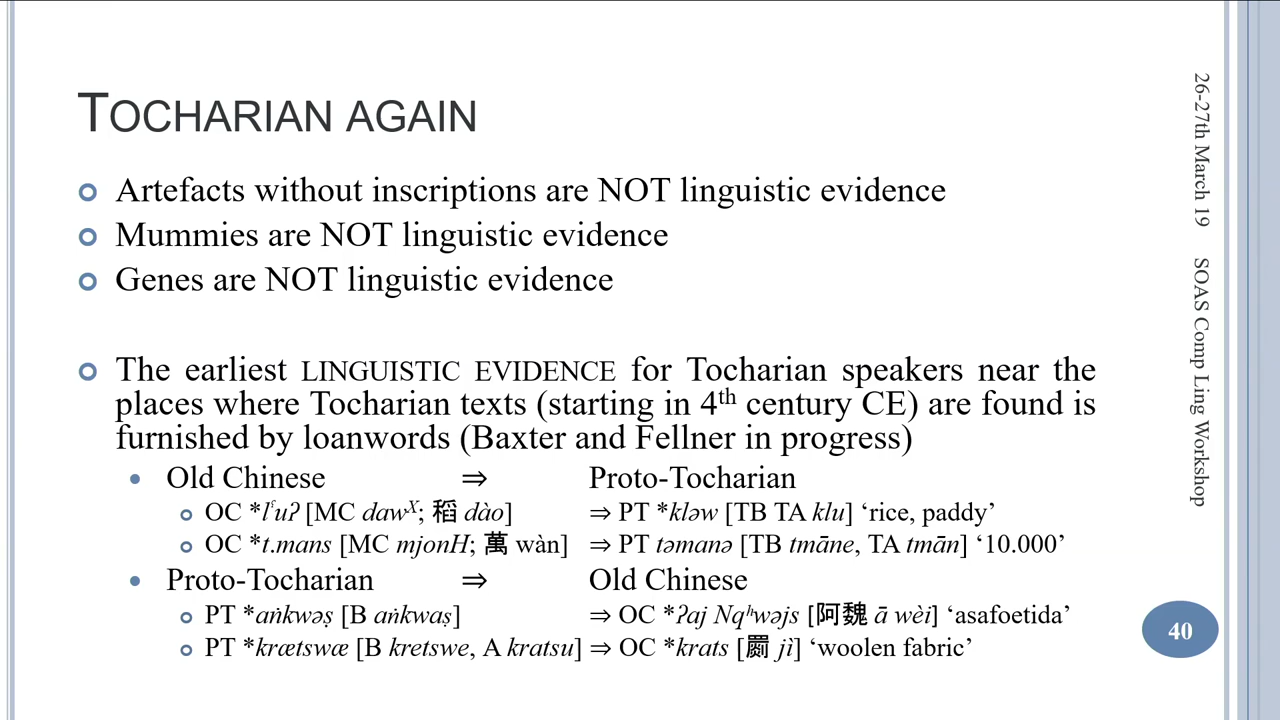 TOCHARIAN AGAIN
Artefacts without inscriptions are NOT linguistic evidence
Mummies are NOT linguistic evidence
Genes are NOT linguistic evidence
The earliest LINGUISTIC EVIDENCE for Tocharian speakers near the
places where Tocharian texts (starting in 4th century CE) are found is
furnished by loanwords (Baxter and Fellner in progress)
Old Chinese ⇒ Proto-Tocharian
OC *lˤuʔ [MC dawX; 稻 dào] ⇒ PT *kləw [TB TA klu] ‘rice, paddy’
OC *t.mans [MC mjonH; 萬 wàn] ⇒ PT təmanə [TB tmāne, TA tmān] ‘10.000’
Proto-Tocharian ⇒ Old Chinese
PT *aṅkwəṣ [B aṅkwaṣ] ⇒ OC *ʔaj Nqʰwəjs [阿魏 ā wèi] ‘asafoetida’
PT *krætswæ [B kretswe, A kratsu] ⇒ OC *krats [罽 jì] ‘woolen fabric’
26-27th March 19 SOAS Comp Ling Workshop
40